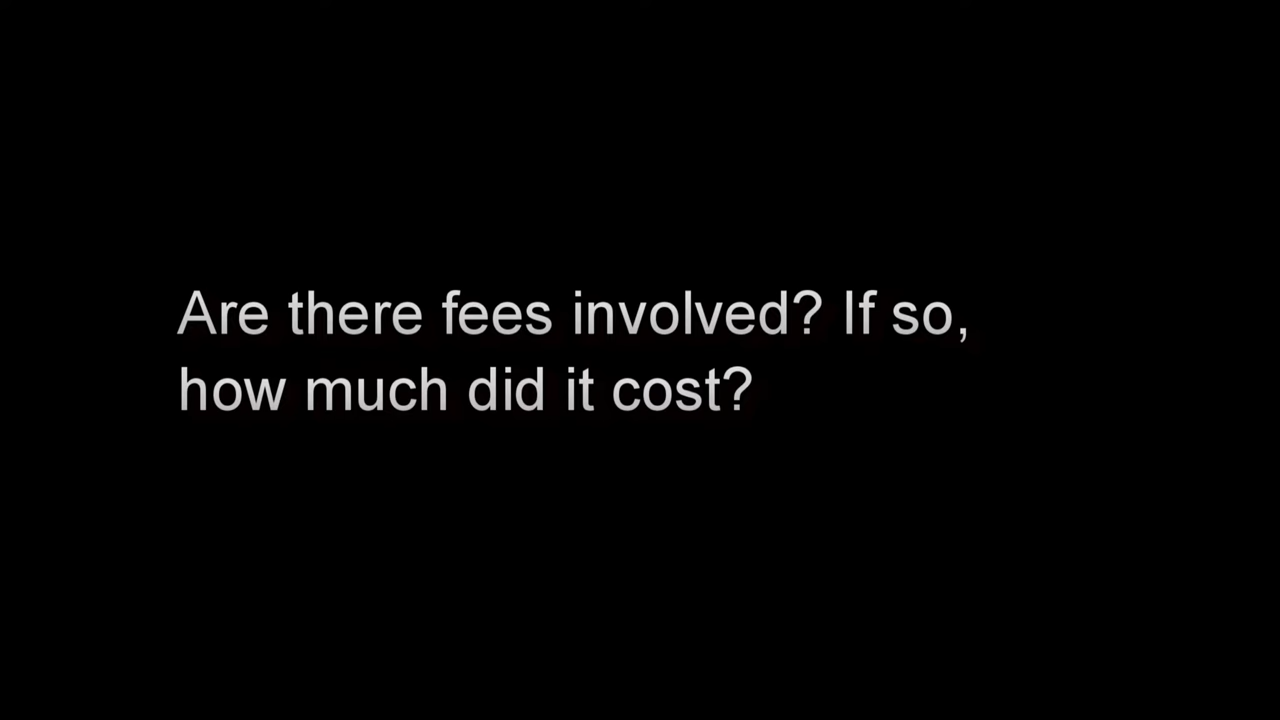 Are there fees involved? If so,
how much did it cost?